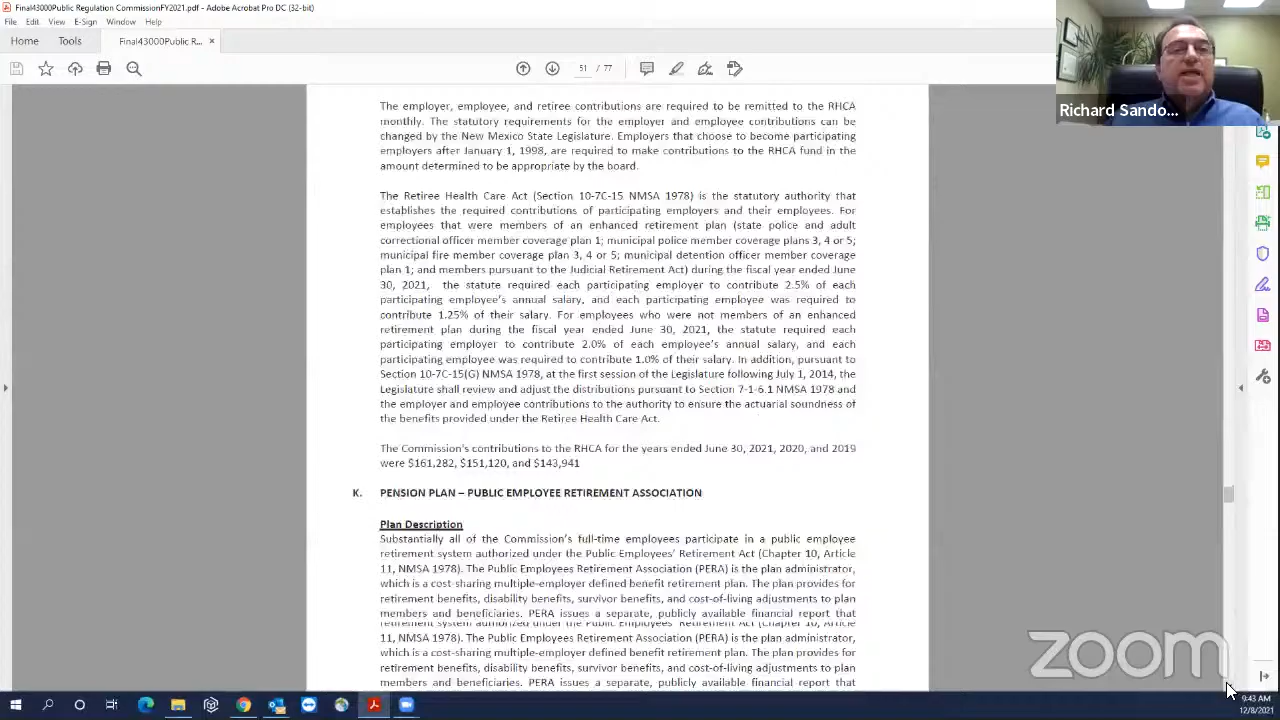 Final43000Public Regulation CommissionFY2021.pdf - Adobe Acrobat Pro DC (32-bit)
File Edit View E-Sign Window Help
Home Tools Final43000Public R... ×
51 / 77
Richard Sando...
The employer, employee, and retiree contributions are required to be remitted to the RHCA
monthly. The statutory requirements for the employer and employee contributions can be
changed by the New Mexico State Legislature. Employers that choose to become participating
employers after January 1, 1998, are required to make contributions to the RHCA fund in the
amount determined to be appropriate by the board.
The Retiree Health Care Act (Section 10-7C-15 NMSA 1978) is the statutory authority that
establishes the required contributions of participating employers and their employees. For
employees that were members of an enhanced retirement plan (state police and adult
correctional officer member coverage plan 1; municipal police member coverage plans 3, 4 or 5;
municipal fire member coverage plan 3, 4 or 5; municipal detention officer member coverage
plan 1; and members pursuant to the Judicial Retirement Act) during the fiscal year ended June
30, 2021, the statute required each participating employer to contribute 2.5% of each
participating employee's annual salary, and each participating employee was required to
contribute 1.25% of their salary. For employees who were not members of an enhanced
retirement plan during the fiscal year ended June 30, 2021, the statute required each
participating employer to contribute 2.0% of each employee's annual salary, and each
participating employee was required to contribute 1.0% of their salary. In addition, pursuant to
Section 10-7C-15(G) NMSA 1978, at the first session of the Legislature following July 1, 2014, the
Legislature shall review and adjust the distributions pursuant to Section 7-1-6.1 NMSA 1978 and
the employer and employee contributions to the authority to ensure the actuarial soundness of
the benefits provided under the Retiree Health Care Act.
The Commission's contributions to the RHCA for the years ended June 30, 2021, 2020, and 2019
were $161,282, $151,120, and $143,941
K. PENSION PLAN – PUBLIC EMPLOYEE RETIREMENT ASSOCIATION
Plan Description
Substantially all of the Commission's full-time employees participate in a public employee
retirement system authorized under the Public Employees' Retirement Act (Chapter 10, Article
11, NMSA 1978). The Public Employees Retirement Association (PERA) is the plan administrator,
which is a cost-sharing multiple-employer defined benefit retirement plan. The plan provides for
retirement benefits, disability benefits, survivor benefits, and cost-of-living adjustments to plan
members and beneficiaries. PERA issues a separate, publicly available financial report that
retirement system authorized under the Public Employees' Retirement Act (Chapter 10, Article
11, NMSA 1978). The Public Employees Retirement Association (PERA) is the plan administrator,
which is a cost-sharing multiple-employer defined benefit retirement plan. The plan provides for
retirement benefits, disability benefits, survivor benefits, and cost-of-living adjustments to plan
members and beneficiaries. PERA issues a separate, publicly available financial report that
zoom
9:43 AM
12/8/2021